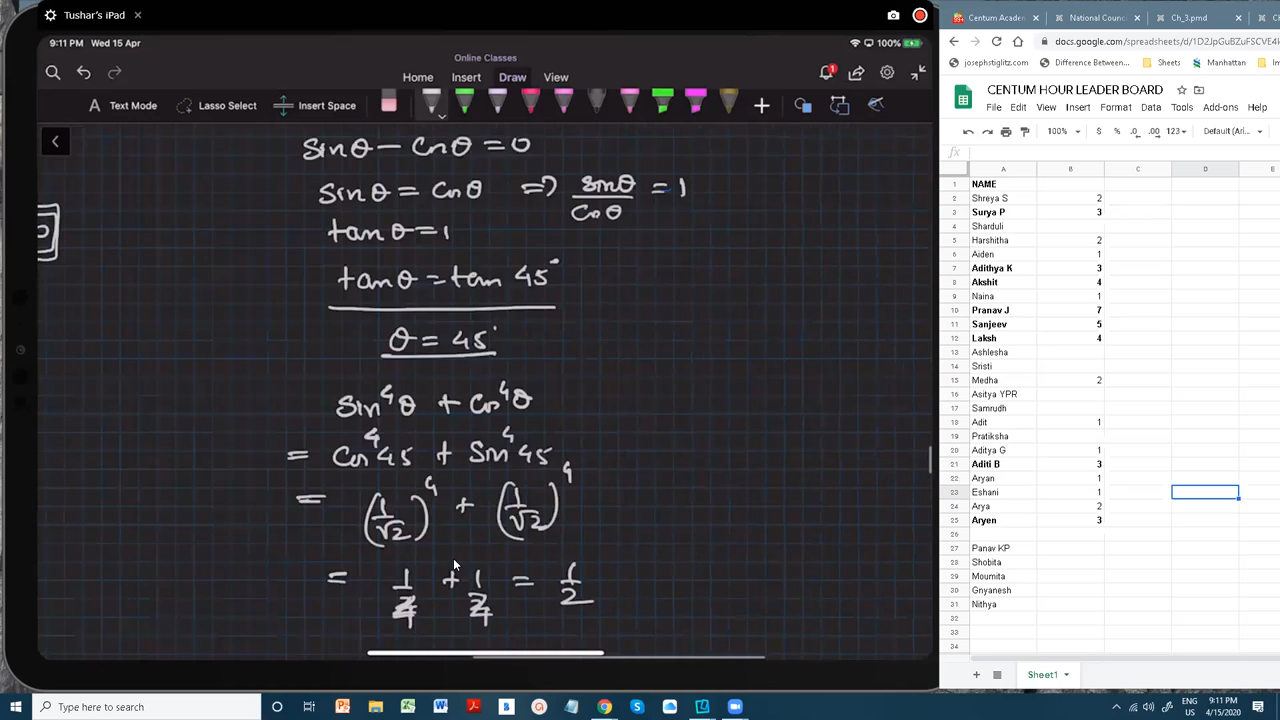 Tushar's iPad
9:11 PM Wed 15 Apr
100%
Online Classes
Home Insert Draw View
1
Text Mode Lasso Select Insert Space
sinθ − cosθ = 0
sinθ = cosθ ⇒ sinθ/cosθ = 1
tanθ = 1
tanθ = tan 45°
θ = 45°
sin⁴θ + cos⁴θ
= cos⁴45 + sin⁴45
= (1/√2)⁴ + (1/√2)⁴
= 1/4 + 1/4 = 1/2
Centum Acade
National Counci
Ch_3.pmd
docs.google.com/spreadsheets/d/1D2JpGuBZuFSCVE4k
josephstiglitz.com Difference Between... Sheets Manhattan
CENTUM HOUR LEADER BOARD
File Edit View Insert Format Data Tools Add-ons Help
100% $ % .0 .00 123 Default (Ari...
fx
A B C D E
1 NAME
2 Shreya S 2
3 Surya P 3
4 Sharduli
5 Harshitha 2
6 Aiden 1
7 Adithya K 3
8 Akshit 4
9 Naina 1
10 Pranav J 7
11 Sanjeev 5
12 Laksh 4
13 Ashlesha
14 Sristi
15 Medha 2
16 Asitya YPR
17 Samrudh
18 Adit 1
19 Pratiksha
20 Aditya G 1
21 Aditi B 3
22 Aryan 1
23 Eshani 1
24 Arya 2
25 Aryen 3
26
27 Panav KP
28 Shobita
29 Moumita
30 Gnyanesh
31 Nithya
32
33
34
Sheet1
Type here to search
ENG
US
9:11 PM
4/15/2020